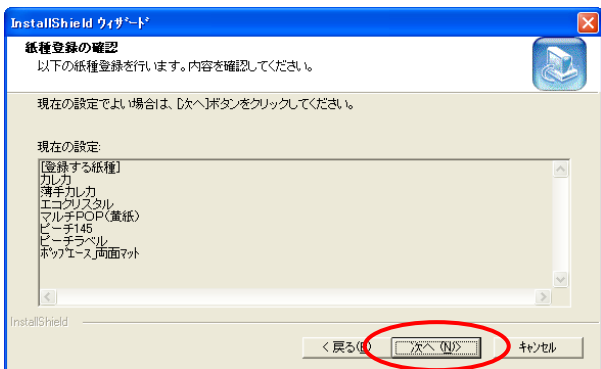 InstallShield ウィザード
紙種登録の確認
以下の紙種登録を行います。内容を確認してください。
現在の設定でよい場合は、[次へ]ボタンをクリックしてください。
現在の設定:
[登録する紙種]
カレカ
薄手カレカ
エコクリスタル
マルチPOP(黄紙)
ピーチ145
ピーチラベル
ポップエース_両面マット
InstallShield
< 戻る(B) 次へ (N)> キャンセル